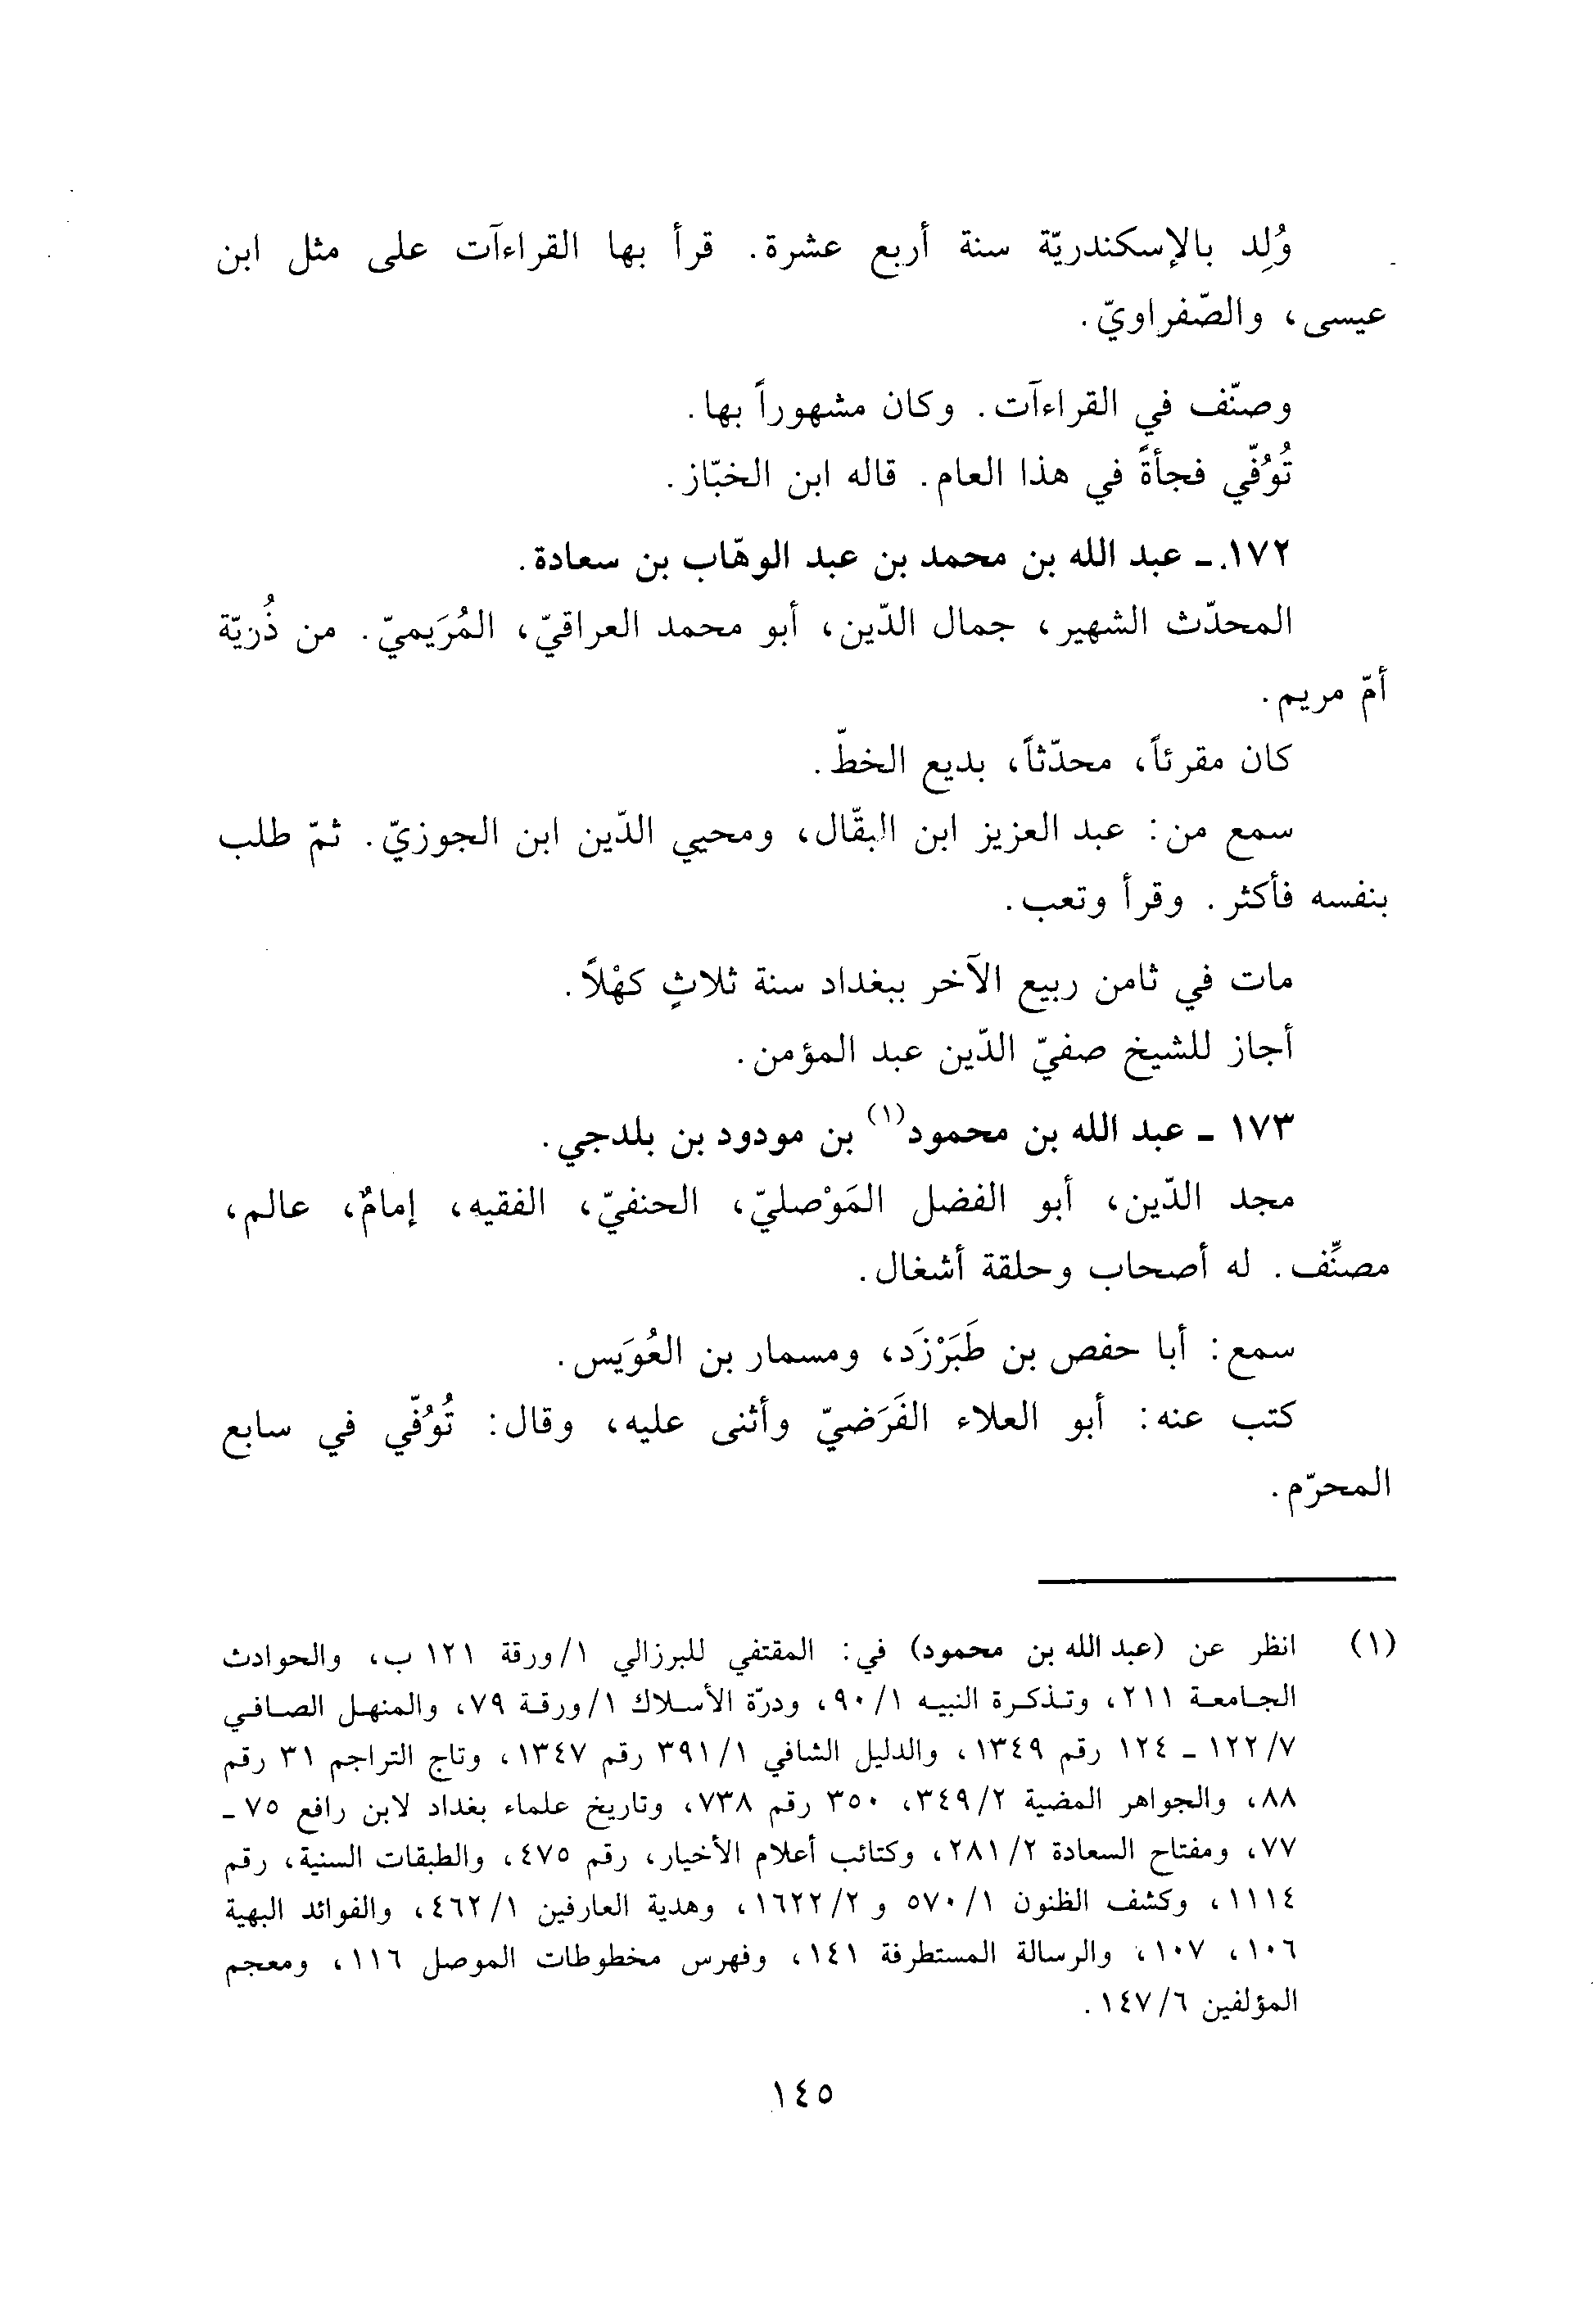 وُلِد بالإسكندريّة سنة أربع عشرة. قرأ بها القراءآت على مثل ابن
عيسى، والصّفراويّ.
وصنّف في القراءآت. وكان مشهوراً بها.
تُوُفّي فجأةً في هذا العام. قاله ابن الخبّاز.
١٧٢. ـ عبد الله بن محمد بن عبد الوهّاب بن سعادة.
المحدّث الشهير، جمال الدّين، أبو محمد العراقيّ، المُرَيميّ. من ذُرّيّة
أمّ مريم.
كان مقرئاً، محدّثاً، بديع الخطّ.
سمع من: عبد العزيز ابن البقّال، ومحيي الدّين ابن الجوزيّ. ثمّ طلب
بنفسه فأكثر. وقرأ وتعب.
مات في ثامن ربيع الآخر ببغداد سنة ثلاثٍ كهْلاً.
أجاز للشيخ صفيّ الدّين عبد المؤمن.
١٧٣ ـ عبد الله بن محمود(١) بن مودود بن بلدجي.
مجد الدّين، أبو الفضل المَوْصليّ، الحنفيّ، الفقيه، إمامٌ، عالم،
مصنِّف. له أصحاب وحلقة أشغال.
سمع: أبا حفص بن طَبَرْزَد، ومسمار بن العُوَيس.
كتب عنه: أبو العلاء الفَرَضيّ وأثنى عليه، وقال: تُوُفّي في سابع
المحرّم.
(١) انظر عن (عبد الله بن محمود) في: المقتفي للبرزالي ١/ورقة ١٢١ ب، والحوادث
الجامعة ٢١١، وتذكرة النبيه ١/ ٩٠، ودرّة الأسلاك ١/ورقة ٧٩، والمنهل الصافي
٧/ ١٢٢ ـ ١٢٤ رقم ١٣٤٩، والدليل الشافي ١/ ٣٩١ رقم ١٣٤٧، وتاج التراجم ٣١ رقم
٨٨، والجواهر المضية ٢/ ٣٤٩، ٣٥٠ رقم ٧٣٨، وتاريخ علماء بغداد لابن رافع ٧٥ ـ
٧٧، ومفتاح السعادة ٢/ ٢٨١، وكتائب أعلام الأخيار، رقم ٤٧٥، والطبقات السنية، رقم
١١١٤، وكشف الظنون ١/ ٥٧٠ و ٢/ ١٦٢٢، وهدية العارفين ١/ ٤٦٢، والفوائد البهية
١٠٦، ١٠٧، والرسالة المستطرفة ١٤١، وفهرس مخطوطات الموصل ١١٦، ومعجم
المؤلفين ٦/ ١٤٧.
١٤٥